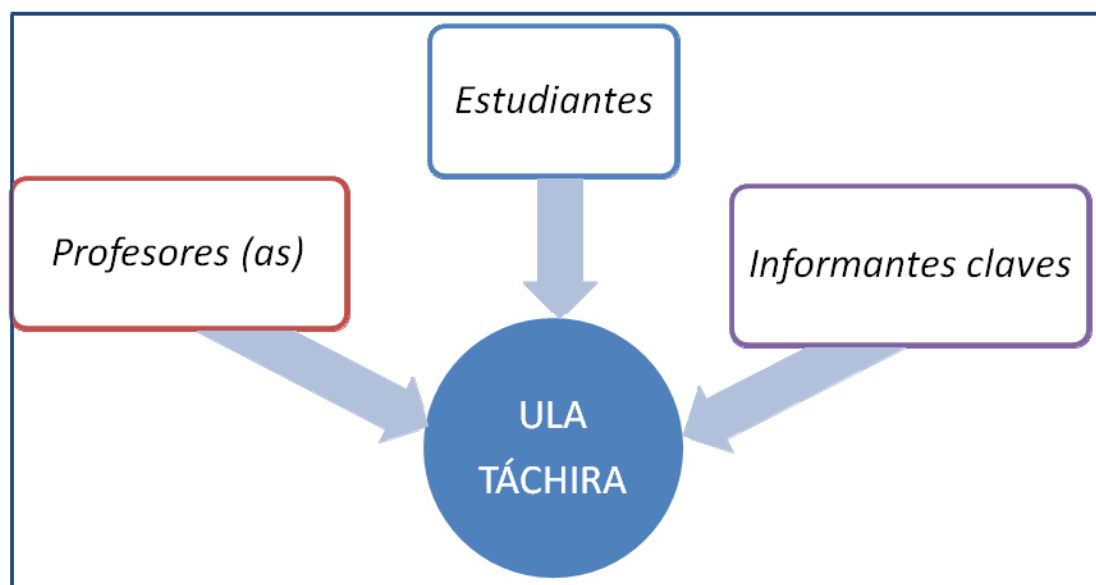 Estudiantes
Profesores (as)
Informantes claves
ULA
TÁCHIRA